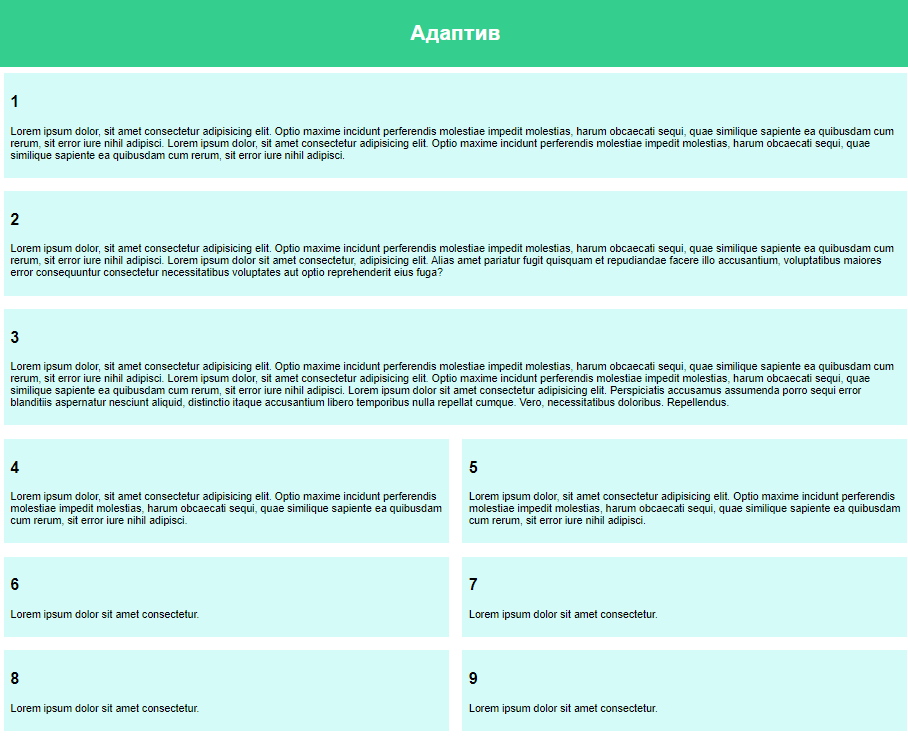 Адаптив
1
Lorem ipsum dolor, sit amet consectetur adipisicing elit. Optio maxime incidunt perferendis molestiae impedit molestias, harum obcaecati sequi, quae similique sapiente ea quibusdam cum
rerum, sit error iure nihil adipisci. Lorem ipsum dolor, sit amet consectetur adipisicing elit. Optio maxime incidunt perferendis molestiae impedit molestias, harum obcaecati sequi, quae
similique sapiente ea quibusdam cum rerum, sit error iure nihil adipisci.
2
Lorem ipsum dolor, sit amet consectetur adipisicing elit. Optio maxime incidunt perferendis molestiae impedit molestias, harum obcaecati sequi, quae similique sapiente ea quibusdam cum
rerum, sit error iure nihil adipisci. Lorem ipsum dolor sit amet consectetur, adipisicing elit. Alias amet pariatur fugit quisquam et repudiandae facere illo accusantium, voluptatibus maiores
error consequuntur consectetur necessitatibus voluptates aut optio reprehenderit eius fuga?
3
Lorem ipsum dolor, sit amet consectetur adipisicing elit. Optio maxime incidunt perferendis molestiae impedit molestias, harum obcaecati sequi, quae similique sapiente ea quibusdam cum
rerum, sit error iure nihil adipisci. Lorem ipsum dolor, sit amet consectetur adipisicing elit. Optio maxime incidunt perferendis molestiae impedit molestias, harum obcaecati sequi, quae
similique sapiente ea quibusdam cum rerum, sit error iure nihil adipisci. Lorem ipsum dolor sit amet consectetur adipisicing elit. Perspiciatis accusamus assumenda porro sequi error
blanditiis aspernatur nesciunt aliquid, distinctio itaque accusantium libero temporibus nulla repellat cumque. Vero, necessitatibus doloribus. Repellendus.
4
Lorem ipsum dolor, sit amet consectetur adipisicing elit. Optio maxime incidunt perferendis
molestiae impedit molestias, harum obcaecati sequi, quae similique sapiente ea quibusdam
cum rerum, sit error iure nihil adipisci.
5
Lorem ipsum dolor, sit amet consectetur adipisicing elit. Optio maxime incidunt perferendis
molestiae impedit molestias, harum obcaecati sequi, quae similique sapiente ea quibusdam
cum rerum, sit error iure nihil adipisci.
6
Lorem ipsum dolor sit amet consectetur.
7
Lorem ipsum dolor sit amet consectetur.
8
Lorem ipsum dolor sit amet consectetur.
9
Lorem ipsum dolor sit amet consectetur.